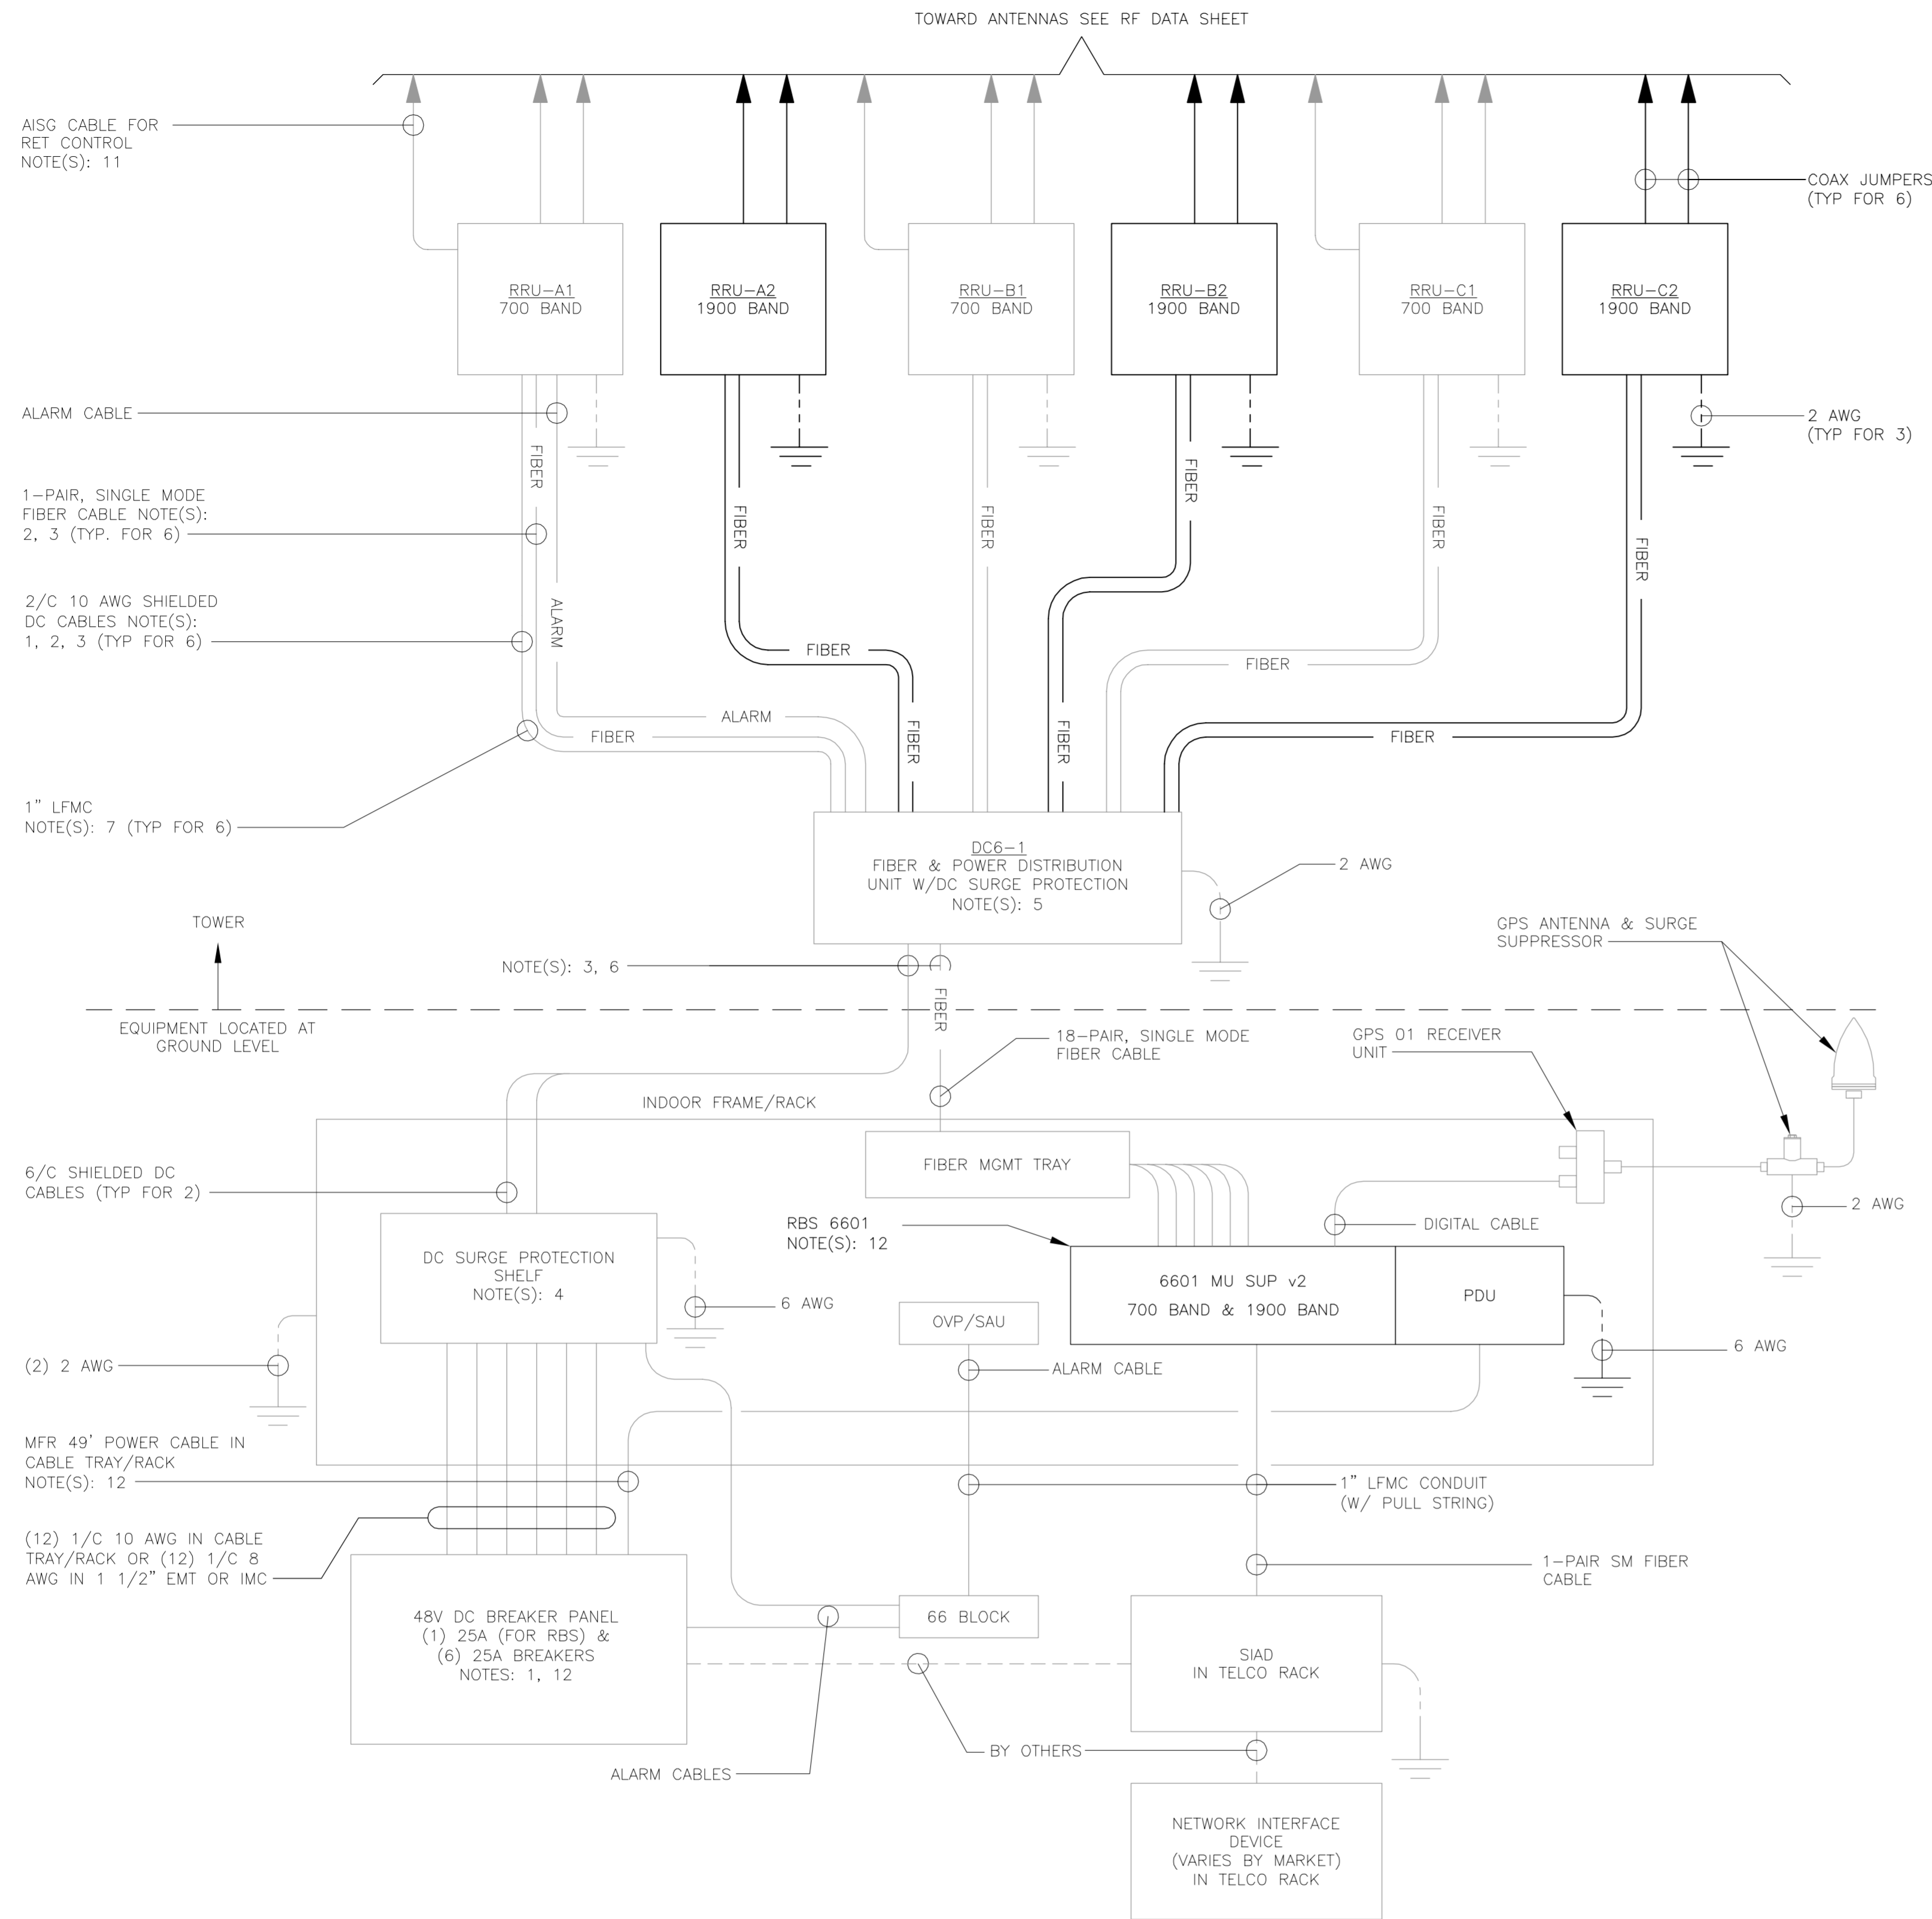 TOWARD ANTENNAS SEE RF DATA SHEET
AISG CABLE FOR
RET CONTROL
NOTE(S): 11
COAX JUMPERS
(TYP FOR 6)
RRU-A1
700 BAND
RRU-A2
1900 BAND
RRU-B1
700 BAND
RRU-B2
1900 BAND
RRU-C1
700 BAND
RRU-C2
1900 BAND
ALARM CABLE
2 AWG
(TYP FOR 3)
FIBER
FIBER
FIBER
FIBER
FIBER
FIBER
1-PAIR, SINGLE MODE
FIBER CABLE NOTE(S):
2, 3 (TYP. FOR 6)
2/C 10 AWG SHIELDED
DC CABLES NOTE(S):
1, 2, 3 (TYP FOR 6)
ALARM
FIBER
FIBER
ALARM
FIBER
FIBER
FIBER
FIBER
1" LFMC
NOTE(S): 7 (TYP FOR 6)
DC6-1
FIBER & POWER DISTRIBUTION
UNIT W/DC SURGE PROTECTION
NOTE(S): 5
2 AWG
TOWER
GPS ANTENNA & SURGE
SUPPRESSOR
NOTE(S): 3, 6
FIBER
EQUIPMENT LOCATED AT
GROUND LEVEL
18-PAIR, SINGLE MODE
FIBER CABLE
GPS 01 RECEIVER
UNIT
INDOOR FRAME/RACK
FIBER MGMT TRAY
6/C SHIELDED DC
CABLES (TYP FOR 2)
RBS 6601
NOTE(S): 12
DIGITAL CABLE
2 AWG
DC SURGE PROTECTION
SHELF
NOTE(S): 4
6601 MU SUP v2
700 BAND & 1900 BAND
PDU
6 AWG
OVP/SAU
6 AWG
(2) 2 AWG
ALARM CABLE
MFR 49' POWER CABLE IN
CABLE TRAY/RACK
NOTE(S): 12
1" LFMC CONDUIT
(W/ PULL STRING)
(12) 1/C 10 AWG IN CABLE
TRAY/RACK OR (12) 1/C 8
AWG IN 1 1/2" EMT OR IMC
1-PAIR SM FIBER
CABLE
48V DC BREAKER PANEL
(1) 25A (FOR RBS) &
(6) 25A BREAKERS
NOTES: 1, 12
66 BLOCK
SIAD
IN TELCO RACK
BY OTHERS
ALARM CABLES
NETWORK INTERFACE
DEVICE
(VARIES BY MARKET)
IN TELCO RACK